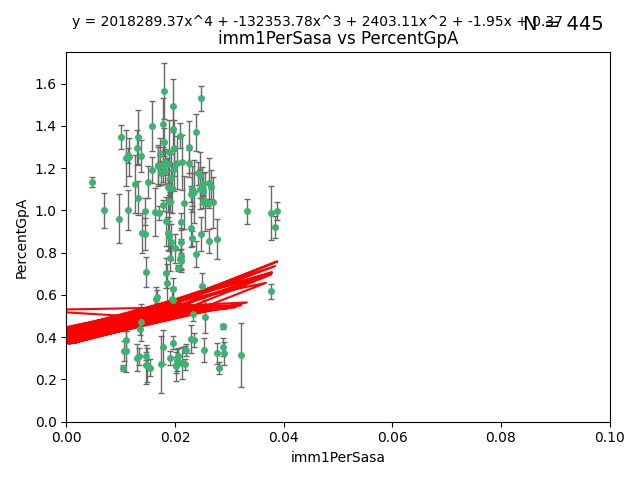 y = 2018289.37x^4 + -132353.78x^3 + 2403.11x^2 + -1.95x + 0.37
N = 445
imm1PerSasa vs PercentGpA
1.6
1.4
1.2
1.0
0.8
0.6
0.4
0.2
0.0
PercentGpA
0.00 0.02 0.04 0.06 0.08 0.10
imm1PerSasa